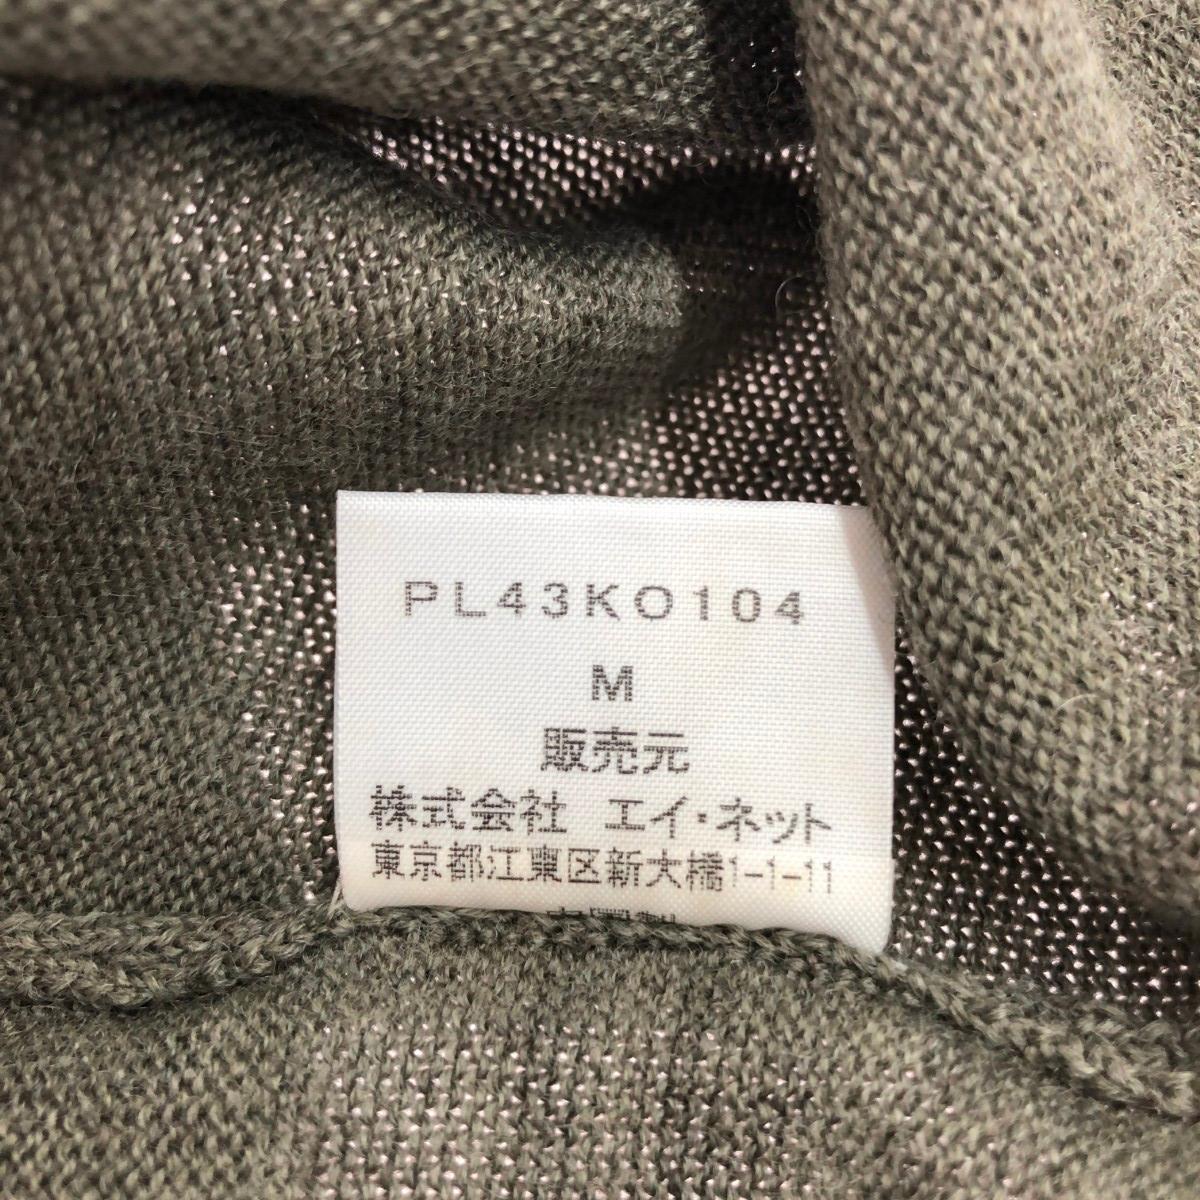 PL43KO104
M
販売元
株式会社 エイ・ネット
東京都江東区新大橋1-1-11